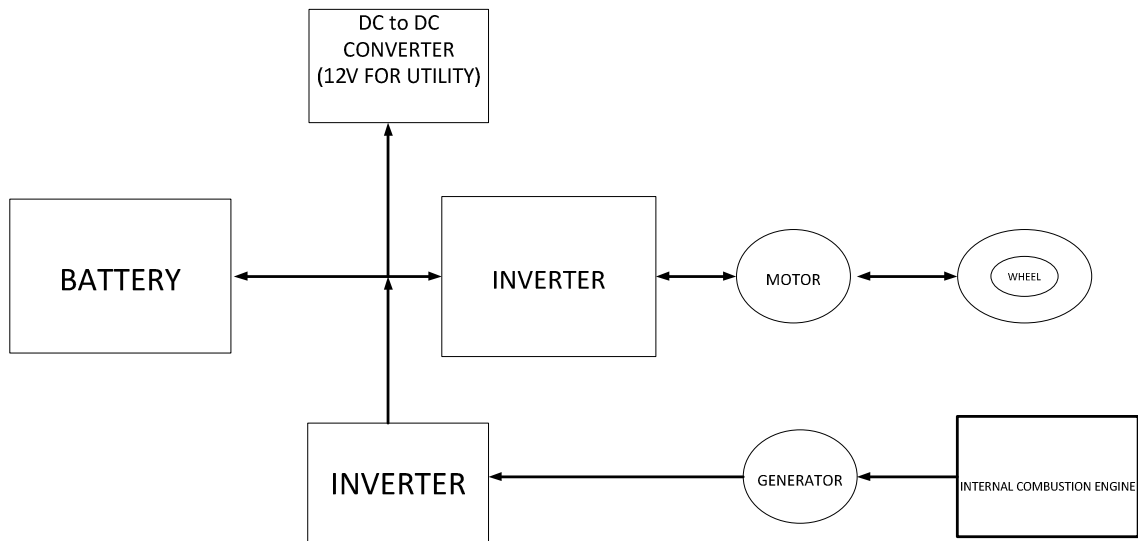 DC to DC
CONVERTER
(12V FOR UTILITY)
BATTERY
INVERTER
MOTOR
WHEEL
INVERTER
GENERATOR
INTERNAL COMBUSTION ENGINE